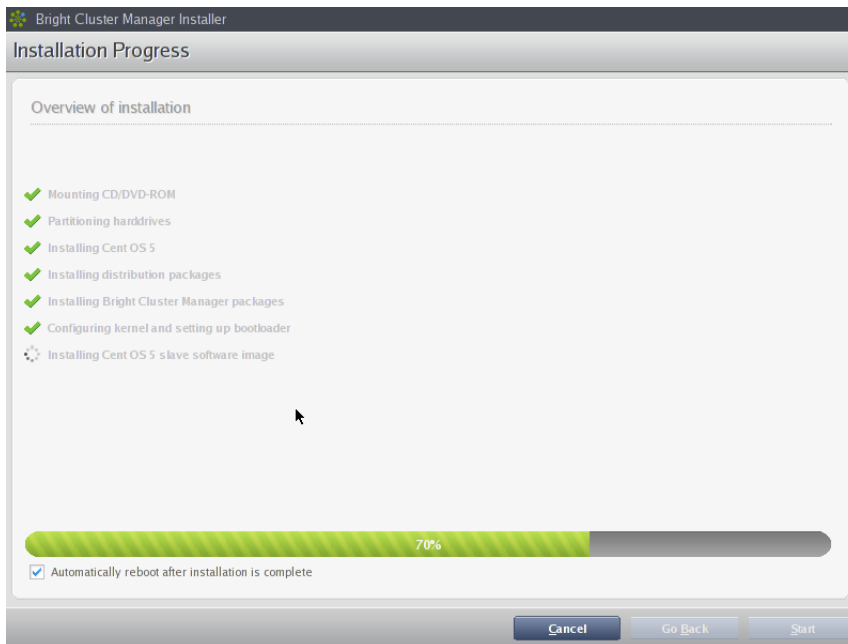 Bright Cluster Manager Installer
Installation Progress
Overview of installation
Mounting CD/DVD-ROM
Partitioning harddrives
Installing Cent OS 5
Installing distribution packages
Installing Bright Cluster Manager packages
Configuring kernel and setting up bootloader
Installing Cent OS 5 slave software image
70%
Automatically reboot after installation is complete
Cancel Go Back Start